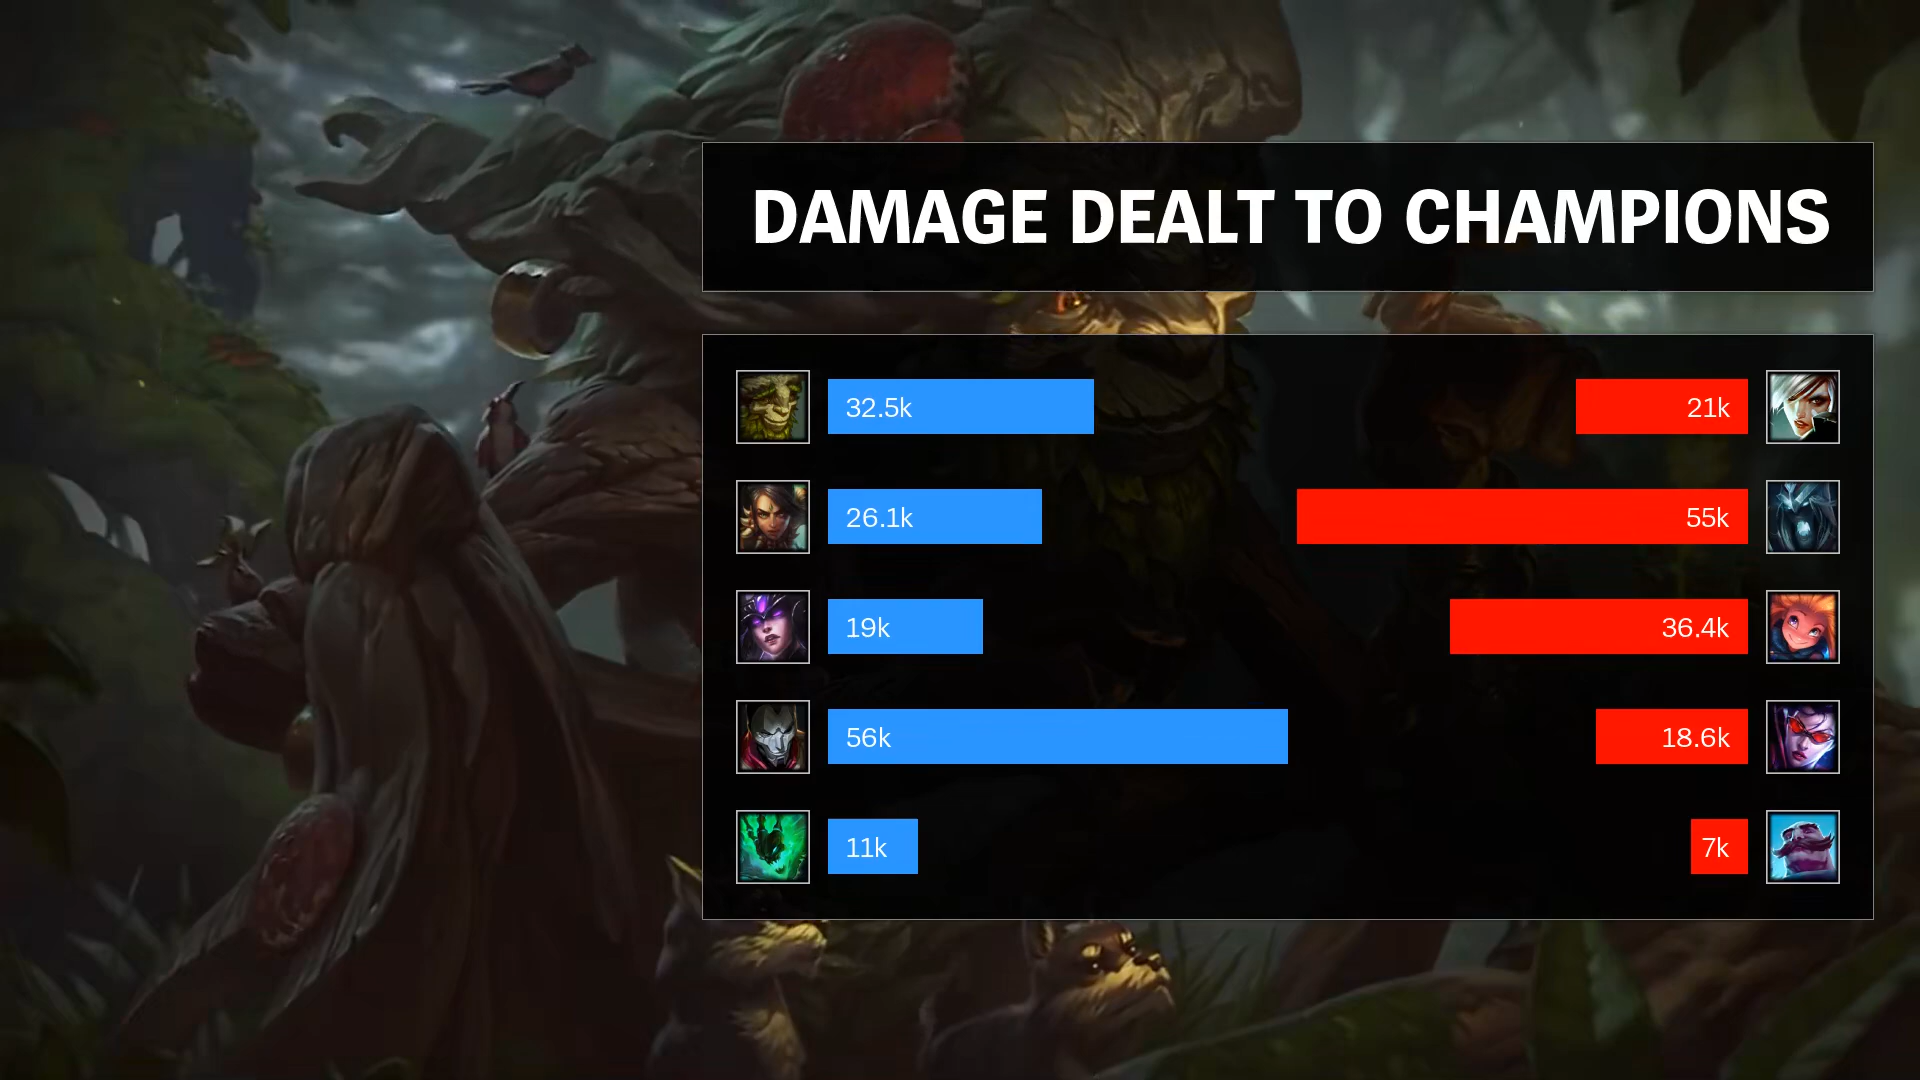 DAMAGE DEALT TO CHAMPIONS
32.5k 21k
26.1k 55k
19k 36.4k
56k 18.6k
11k 7k